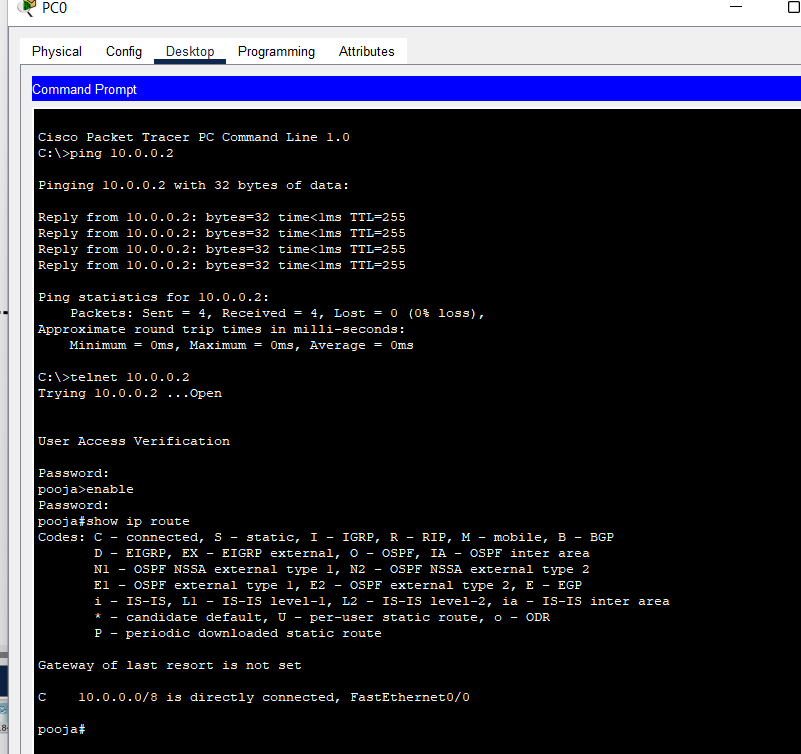 PC0
Physical Config Desktop Programming Attributes
Command Prompt
Cisco Packet Tracer PC Command Line 1.0
C:\>ping 10.0.0.2
Pinging 10.0.0.2 with 32 bytes of data:
Reply from 10.0.0.2: bytes=32 time<1ms TTL=255
Reply from 10.0.0.2: bytes=32 time<1ms TTL=255
Reply from 10.0.0.2: bytes=32 time<1ms TTL=255
Reply from 10.0.0.2: bytes=32 time<1ms TTL=255
Ping statistics for 10.0.0.2:
Packets: Sent = 4, Received = 4, Lost = 0 (0% loss),
Approximate round trip times in milli-seconds:
Minimum = 0ms, Maximum = 0ms, Average = 0ms
C:\>telnet 10.0.0.2
Trying 10.0.0.2 ...Open
User Access Verification
Password:
pooja>enable
Password:
pooja#show ip route
Codes: C - connected, S - static, I - IGRP, R - RIP, M - mobile, B - BGP
D - EIGRP, EX - EIGRP external, O - OSPF, IA - OSPF inter area
N1 - OSPF NSSA external type 1, N2 - OSPF NSSA external type 2
E1 - OSPF external type 1, E2 - OSPF external type 2, E - EGP
i - IS-IS, L1 - IS-IS level-1, L2 - IS-IS level-2, ia - IS-IS inter area
* - candidate default, U - per-user static route, o - ODR
P - periodic downloaded static route
Gateway of last resort is not set
C 10.0.0.0/8 is directly connected, FastEthernet0/0
pooja#